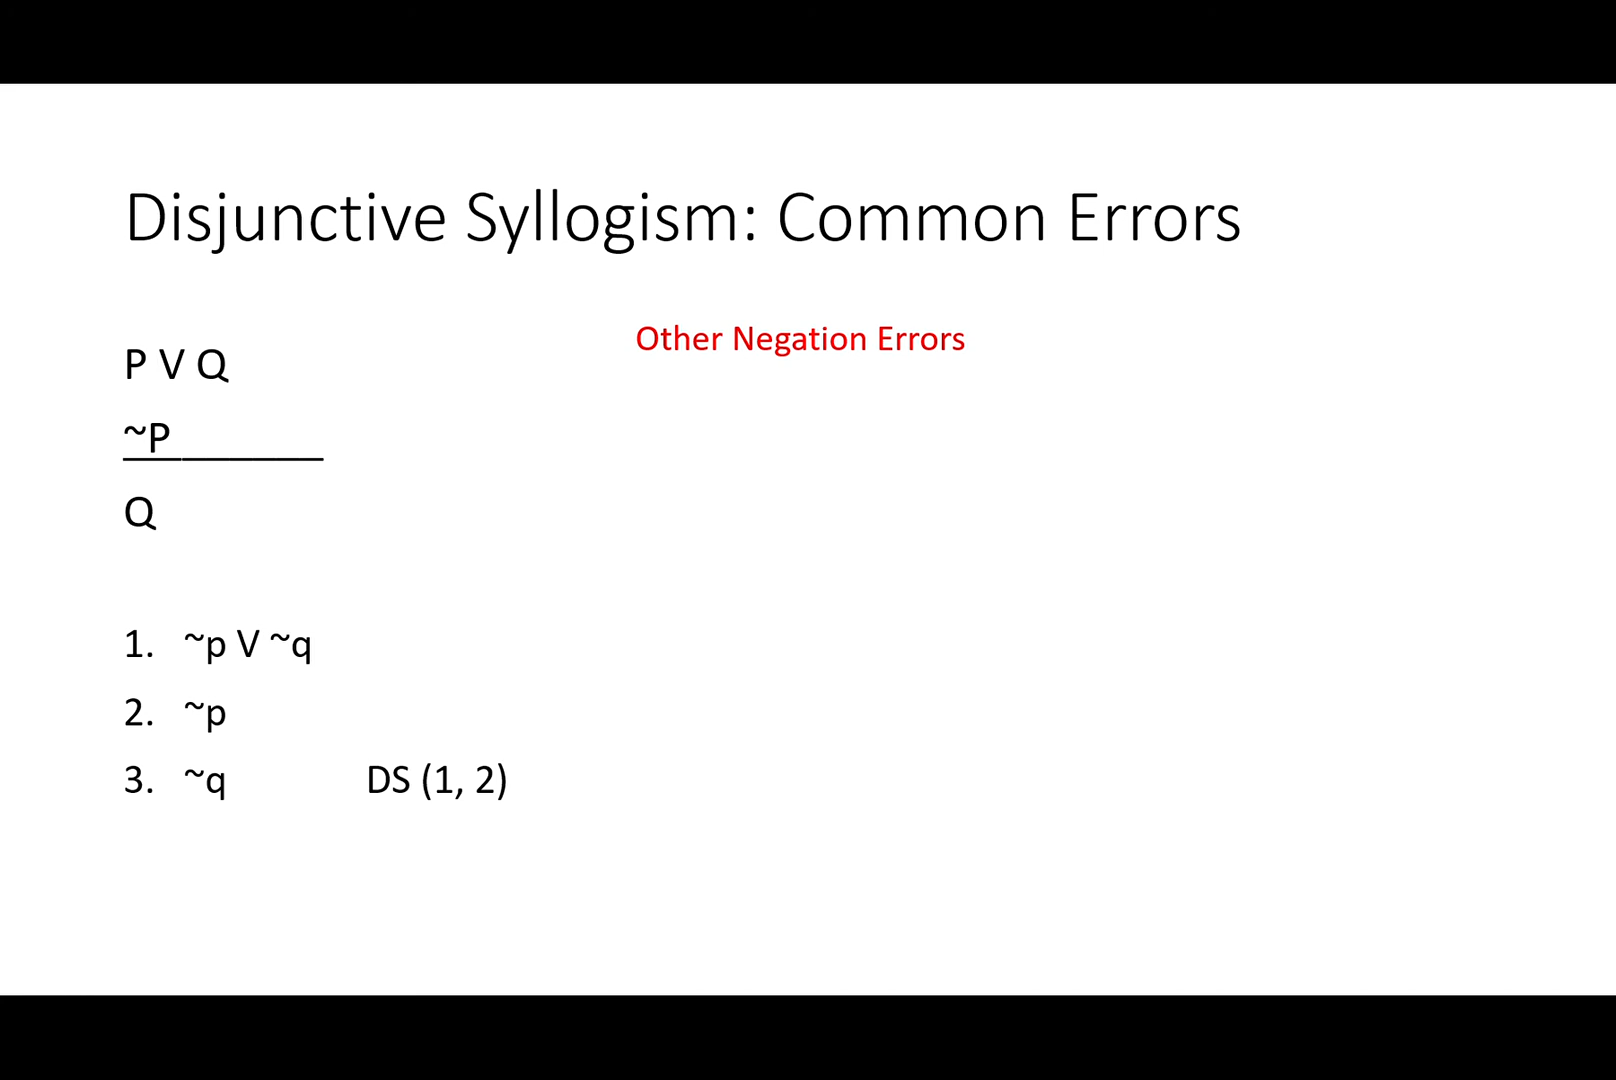 Disjunctive Syllogism: Common Errors
Other Negation Errors
P V Q
~P
Q
1. ~p V ~q
2. ~p
3. ~q DS (1, 2)